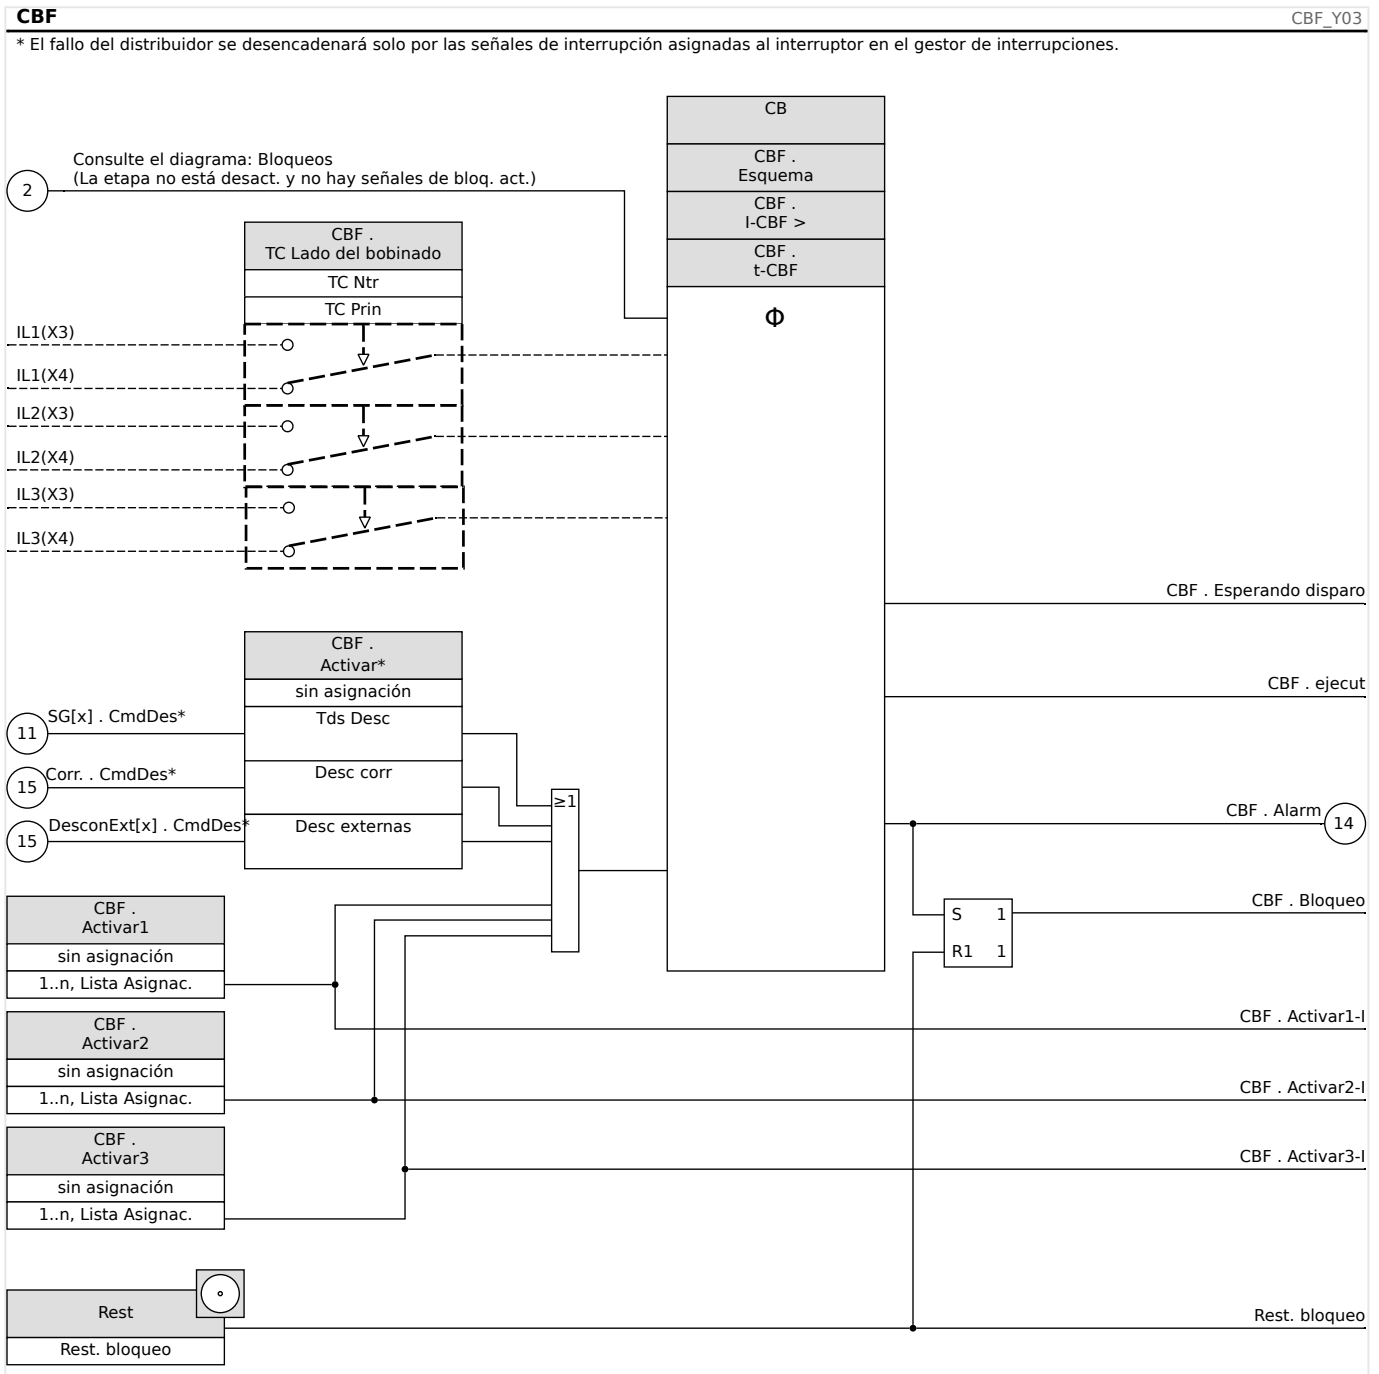 CBF
CBF_Y03
* El fallo del distribuidor se desencadenará solo por las señales de interrupción asignadas al interruptor en el gestor de interrupciones.
CB
CBF .
Esquema
CBF .
I-CBF >
CBF .
t-CBF
Φ
Consulte el diagrama: Bloqueos
(La etapa no está desact. y no hay señales de bloq. act.)
2
CBF .
TC Lado del bobinado
TC Ntr
TC Prin
IL1(X3)
IL1(X4)
IL2(X3)
IL2(X4)
IL3(X3)
IL3(X4)
CBF . Esperando disparo
CBF . ejecut
CBF .
Activar*
sin asignación
Tds Desc
Desc corr
Desc externas
11
SG[x] . CmdDes*
15
Corr. . CmdDes*
15
DesconExt[x] . CmdDes*
≥1
CBF . Alarm
14
CBF . Bloqueo
S 1
R1 1
CBF .
Activar1
sin asignación
1..n, Lista Asignac.
CBF . Activar1-I
CBF .
Activar2
sin asignación
1..n, Lista Asignac.
CBF . Activar2-I
CBF .
Activar3
sin asignación
1..n, Lista Asignac.
CBF . Activar3-I
Rest
Rest. bloqueo
Rest. bloqueo